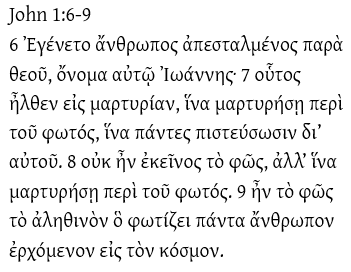 John 1:6-9
6 Ἐγένετο ἄνθρωπος ἀπεσταλμένος παρὰ
θεοῦ, ὄνομα αὐτῷ Ἰωάννης· 7 οὗτος
ἦλθεν εἰς μαρτυρίαν, ἵνα μαρτυρήσῃ περὶ
τοῦ φωτός, ἵνα πάντες πιστεύσωσιν δι’
αὐτοῦ. 8 οὐκ ἦν ἐκεῖνος τὸ φῶς, ἀλλ’ ἵνα
μαρτυρήσῃ περὶ τοῦ φωτός. 9 ἦν τὸ φῶς
τὸ ἀληθινὸν ὃ φωτίζει πάντα ἄνθρωπον
ἐρχόμενον εἰς τὸν κόσμον.